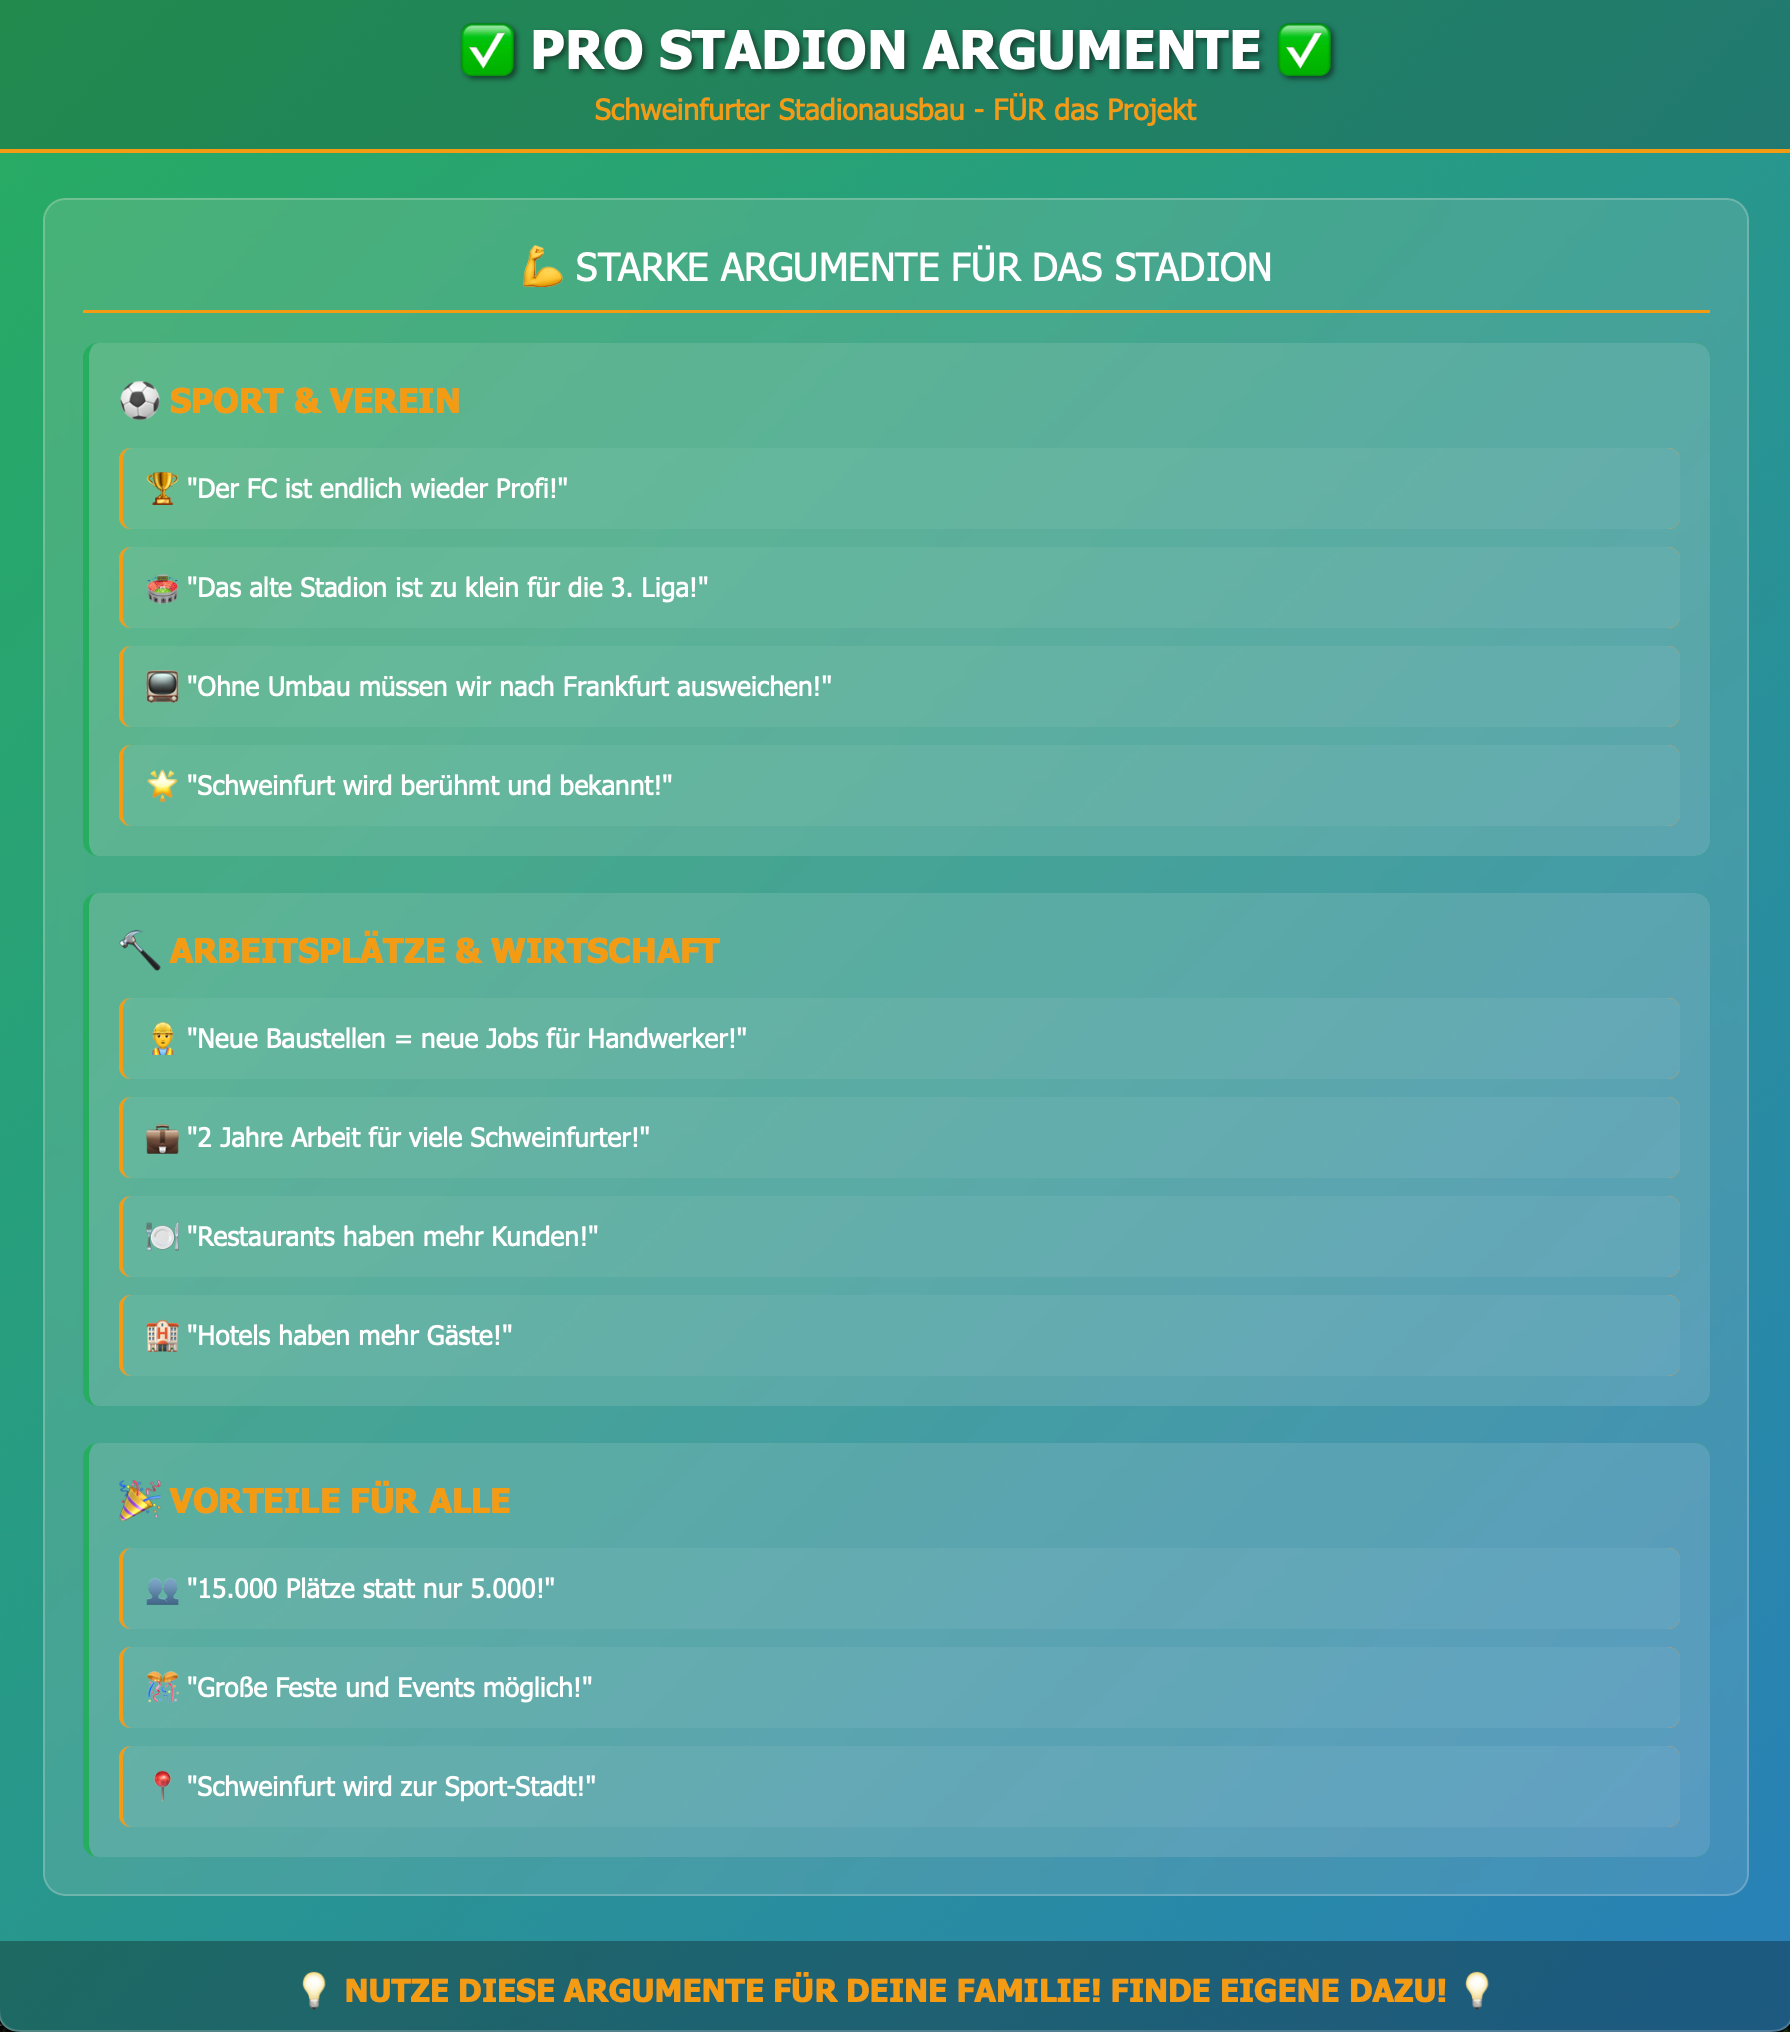 ✅ PRO STADION ARGUMENTE ✅
Schweinfurter Stadionausbau - FÜR das Projekt
💪 STARKE ARGUMENTE FÜR DAS STADION
⚽ SPORT & VEREIN
🏆 "Der FC ist endlich wieder Profi!"
🏟️ "Das alte Stadion ist zu klein für die 3. Liga!"
📺 "Ohne Umbau müssen wir nach Frankfurt ausweichen!"
🌟 "Schweinfurt wird berühmt und bekannt!"
🔨 ARBEITSPLÄTZE & WIRTSCHAFT
👷 "Neue Baustellen = neue Jobs für Handwerker!"
💼 "2 Jahre Arbeit für viele Schweinfurter!"
🍽️ "Restaurants haben mehr Kunden!"
🏨 "Hotels haben mehr Gäste!"
🎉 VORTEILE FÜR ALLE
👥 "15.000 Plätze statt nur 5.000!"
🎊 "Große Feste und Events möglich!"
📍 "Schweinfurt wird zur Sport-Stadt!"
💡 NUTZE DIESE ARGUMENTE FÜR DEINE FAMILIE! FINDE EIGENE DAZU! 💡